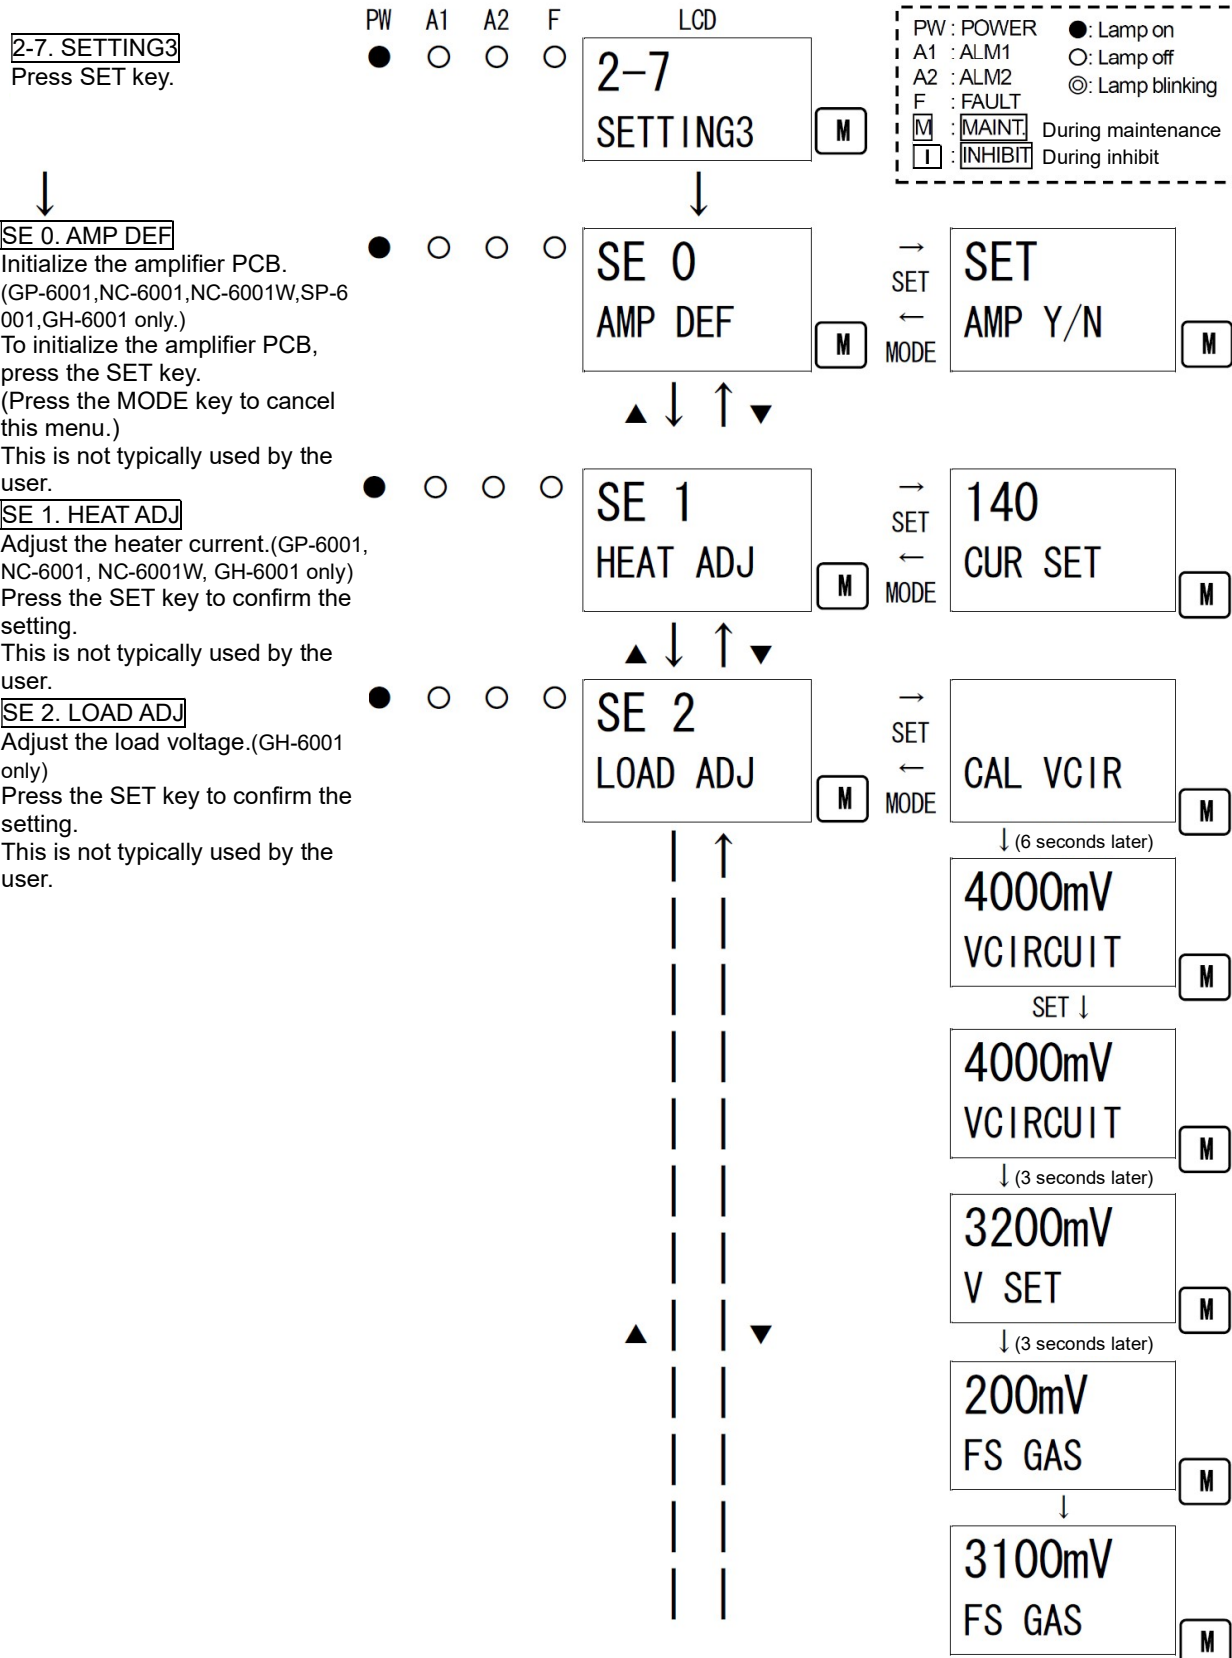 PW A1 A2 F LCD
2-7. SETTING3
Press SET key.
● ○ ○ ○
2-7
SETTING3
M
PW : POWER ●: Lamp on
A1 : ALM1 ○: Lamp off
A2 : ALM2 ◎: Lamp blinking
F : FAULT
M : MAINT. During maintenance
I : INHIBIT During inhibit
↓ ↓
SE 0. AMP DEF
Initialize the amplifier PCB.
(GP-6001,NC-6001,NC-6001W,SP-6
001,GH-6001 only.)
To initialize the amplifier PCB,
press the SET key.
(Press the MODE key to cancel
this menu.)
This is not typically used by the
user.
● ○ ○ ○
SE 0
AMP DEF
M
→
SET
←
MODE
SET
AMP Y/N
M
▲ ↓ ↑ ▼
SE 1. HEAT ADJ
Adjust the heater current.(GP-6001,
NC-6001, NC-6001W, GH-6001 only)
Press the SET key to confirm the
setting.
This is not typically used by the
user.
● ○ ○ ○
SE 1
HEAT ADJ
M
→
SET
←
MODE
140
CUR SET
M
▲ ↓ ↑ ▼
SE 2. LOAD ADJ
Adjust the load voltage.(GH-6001
only)
Press the SET key to confirm the
setting.
This is not typically used by the
user.
● ○ ○ ○
SE 2
LOAD ADJ
M
→
SET
←
MODE
CAL VCIR
M
↓ (6 seconds later)
4000mV
VCIRCUIT
M
SET ↓
4000mV
VCIRCUIT
M
↓ (3 seconds later)
3200mV
V SET
M
▲ ▼
↓ (3 seconds later)
200mV
FS GAS
M
↓
3100mV
FS GAS
M